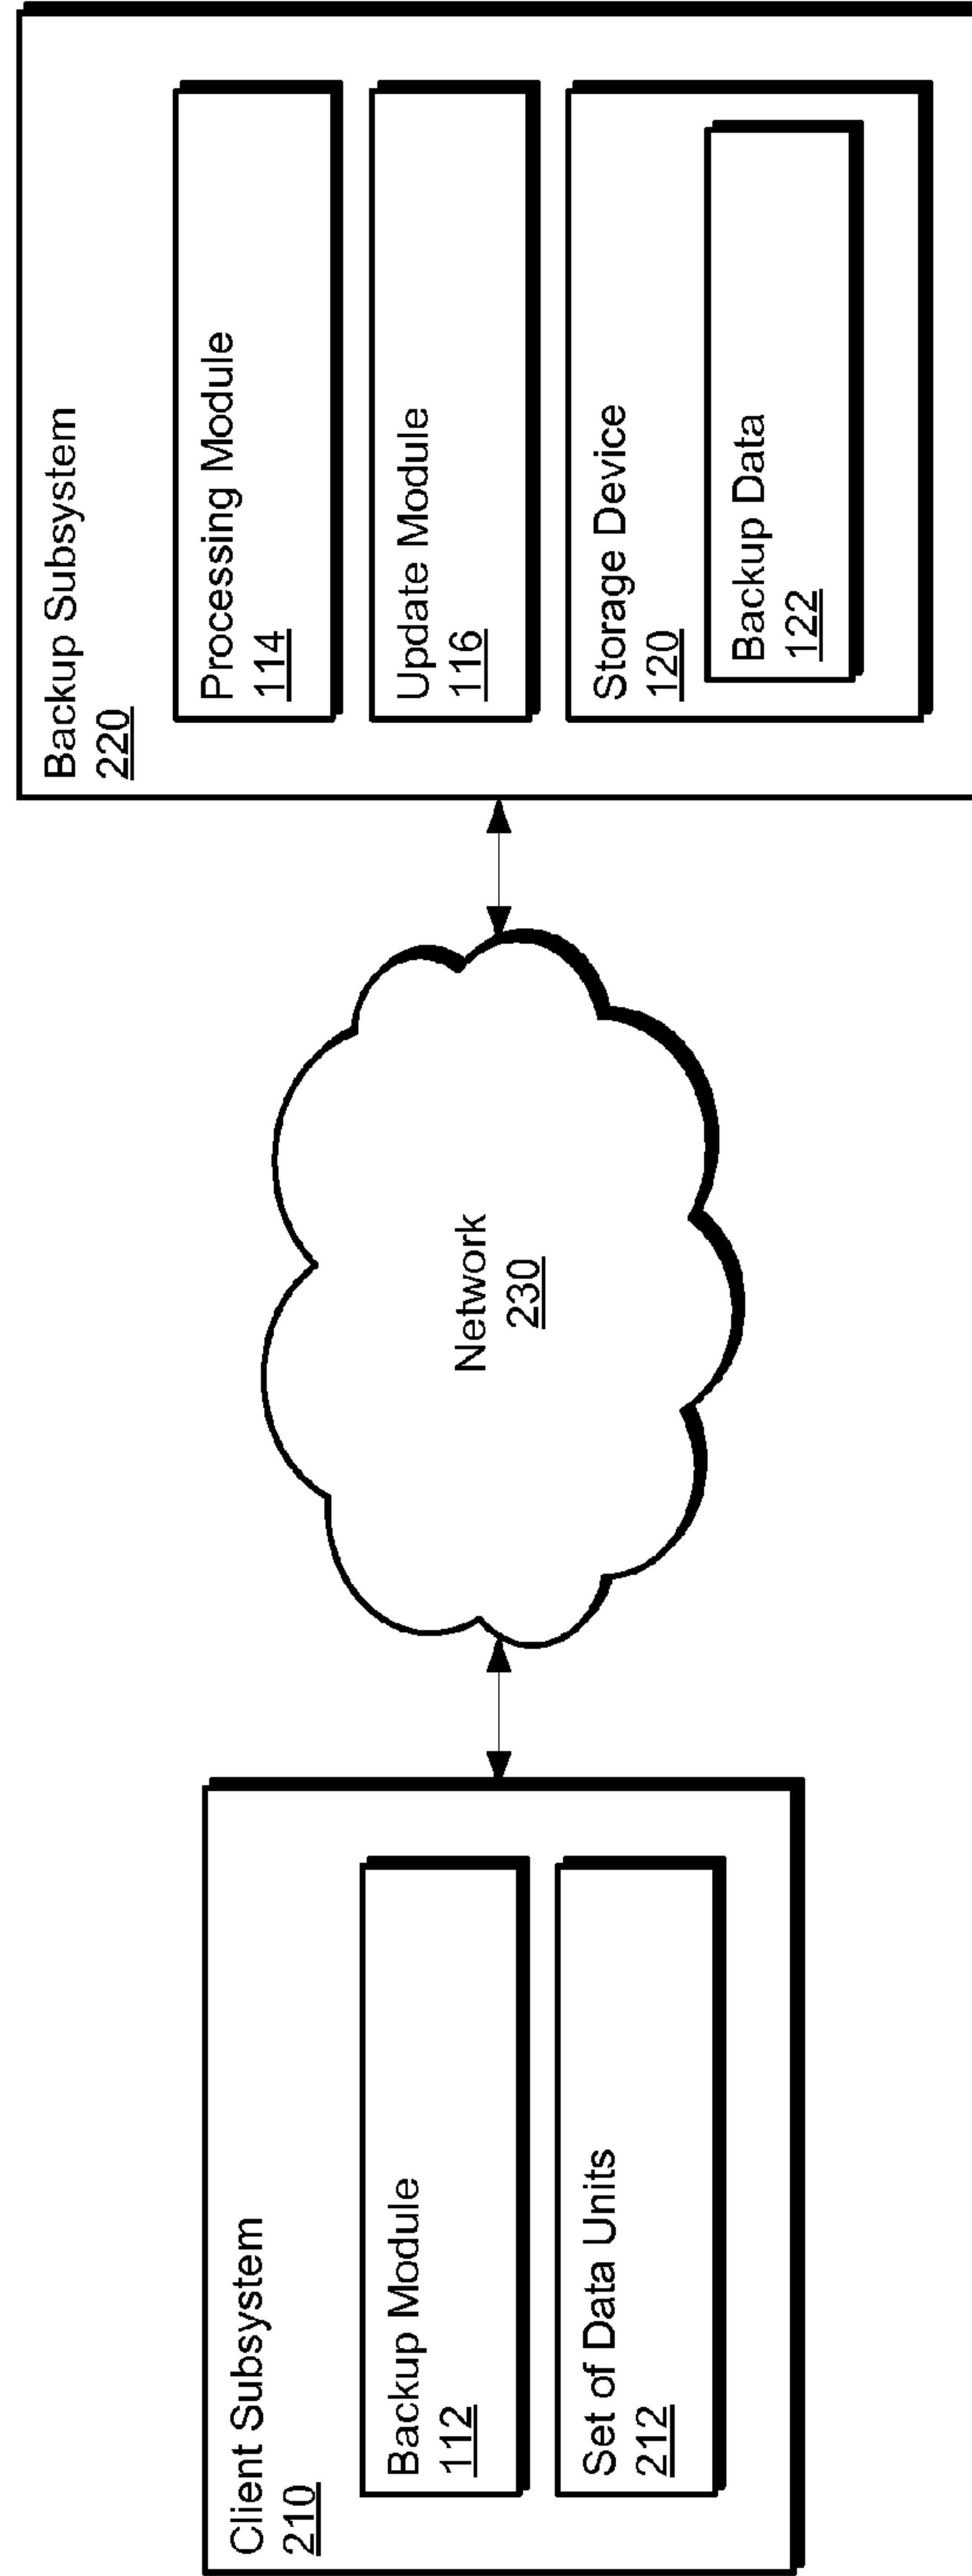 Client Subsystem
210
Backup Module
112
Set of Data Units
212
Network
230
Backup Subsystem
220
Processing Module
114
Update Module
116
Storage Device
120
Backup Data
122